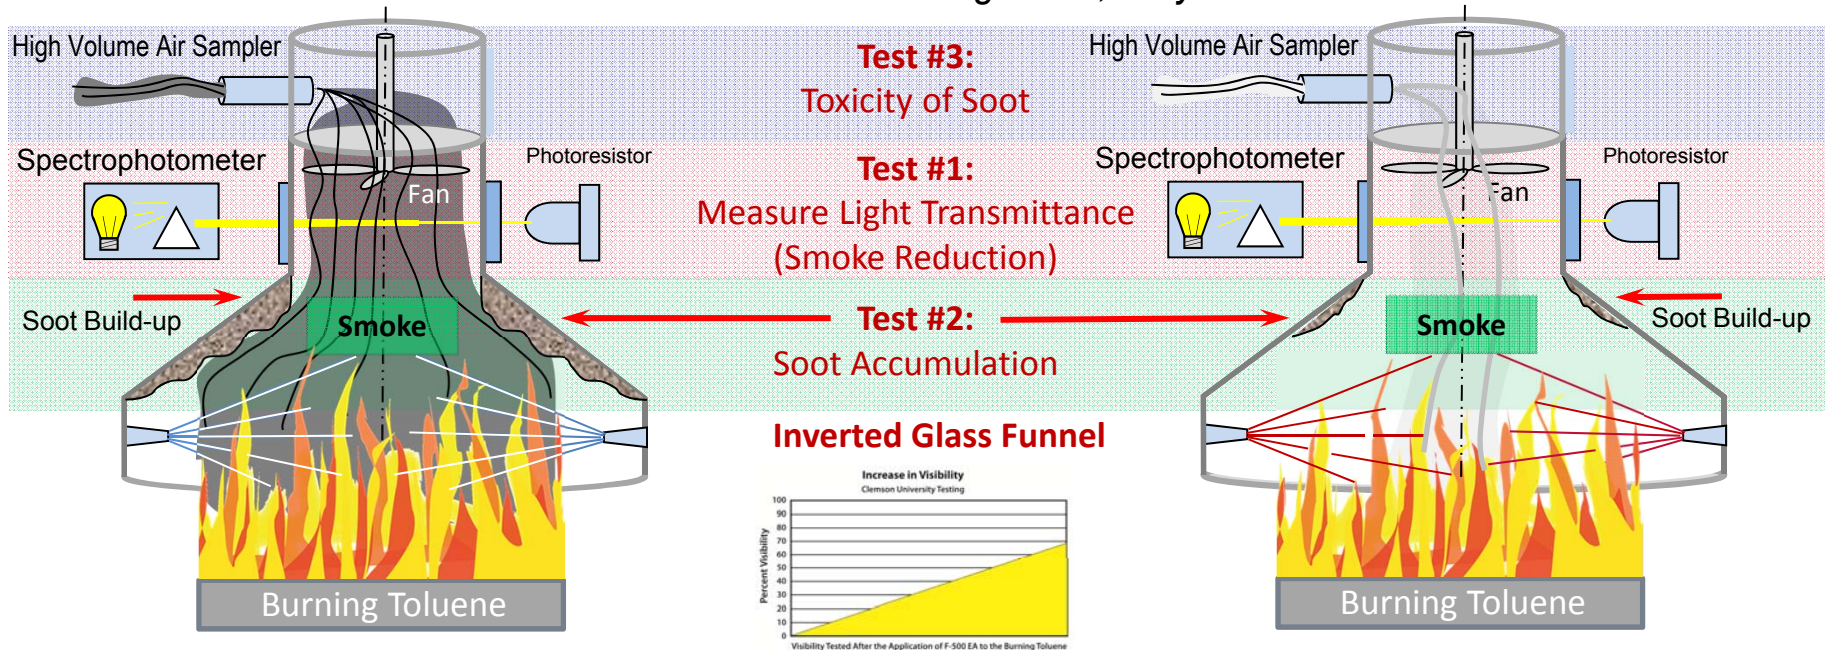 High Volume Air Sampler
Test #3:
Toxicity of Soot
High Volume Air Sampler
Spectrophotometer
Photoresistor
Fan
Test #1:
Measure Light Transmittance
(Smoke Reduction)
Spectrophotometer
Photoresistor
Fan
Soot Build-up
Smoke
Test #2:
Soot Accumulation
Smoke
Soot Build-up
Inverted Glass Funnel
Increase in Visibility
Clemson University Testing
Percent Visibility
100
90
80
70
60
50
40
30
20
10
0
Visibility Tested After the Application of F-500 EA to the Burning Toluene
Burning Toluene
Burning Toluene